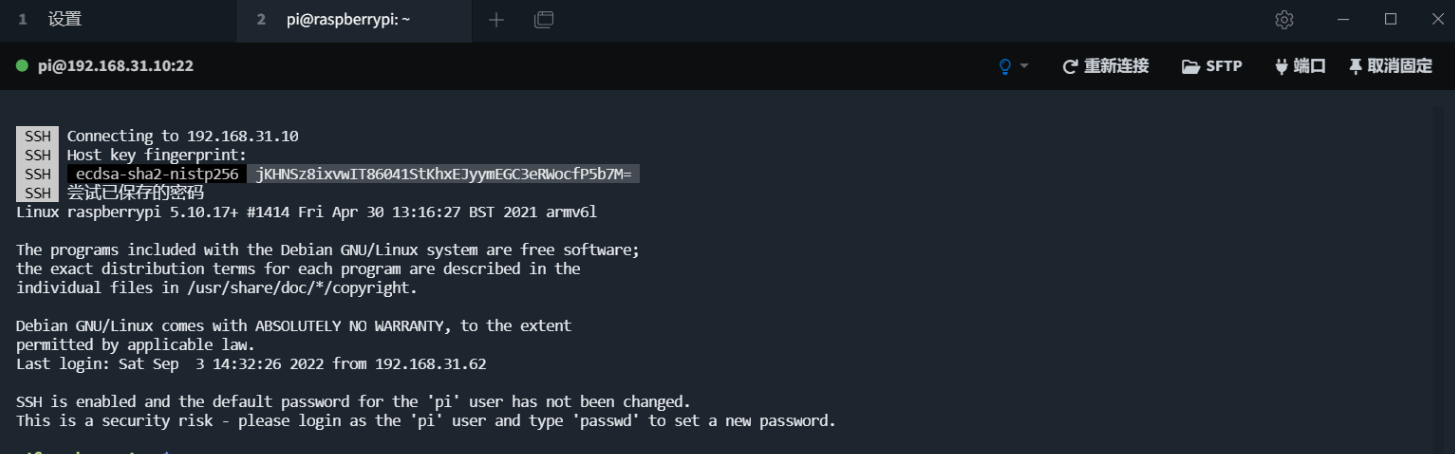 1 设置 2 pi@raspberrypi: ~
pi@192.168.31.10:22 重新连接 SFTP 端口 取消固定
SSH Connecting to 192.168.31.10
SSH Host key fingerprint:
SSH ecdsa-sha2-nistp256 jKHNSz8ixvwIT86041StKhxEJyymEGC3eRWocfP5b7M=
SSH 尝试已保存的密码
Linux raspberrypi 5.10.17+ #1414 Fri Apr 30 13:16:27 BST 2021 armv6l
The programs included with the Debian GNU/Linux system are free software;
the exact distribution terms for each program are described in the
individual files in /usr/share/doc/*/copyright.
Debian GNU/Linux comes with ABSOLUTELY NO WARRANTY, to the extent
permitted by applicable law.
Last login: Sat Sep  3 14:32:26 2022 from 192.168.31.62
SSH is enabled and the default password for the 'pi' user has not been changed.
This is a security risk - please login as the 'pi' user and type 'passwd' to set a new password.